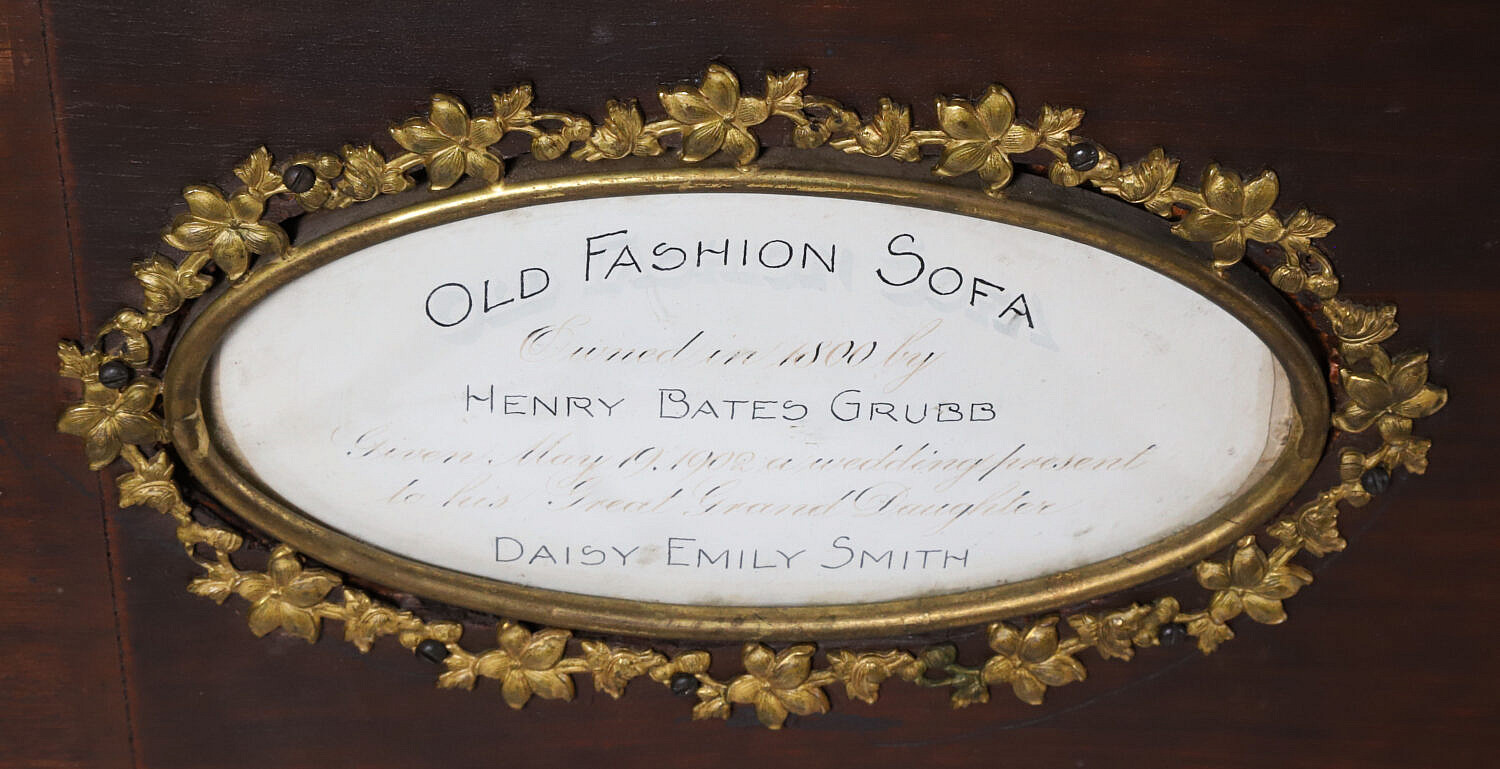 OLD FASHION SOFA
Owned in 1800 by
HENRY BATES GRUBB
Given May 19, 1902 a wedding present
to his Great Grand Daughter
DAISY EMILY SMITH